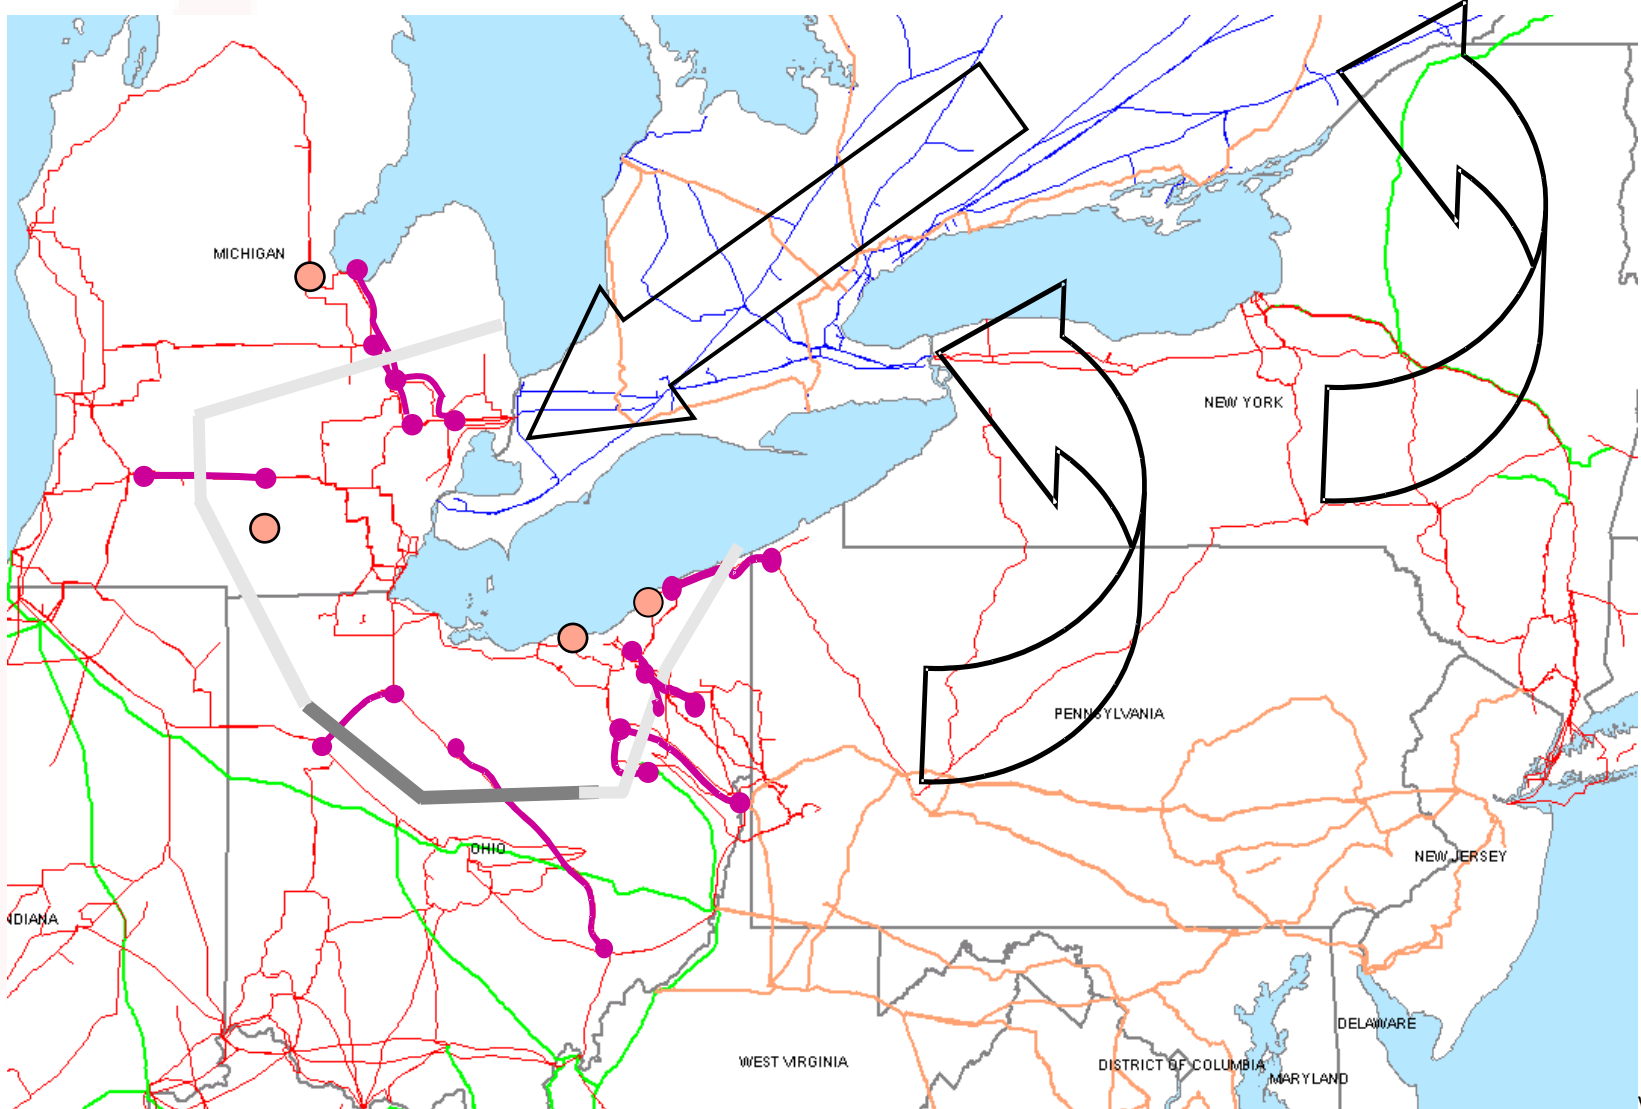 MICHIGAN
NEW YORK
PENNSYLVANIA
OHIO
NEW JERSEY
NDIANA
DELAWARE
WEST VIRGINIA
DISTRICT OF COLUMBIA
MARYLAND